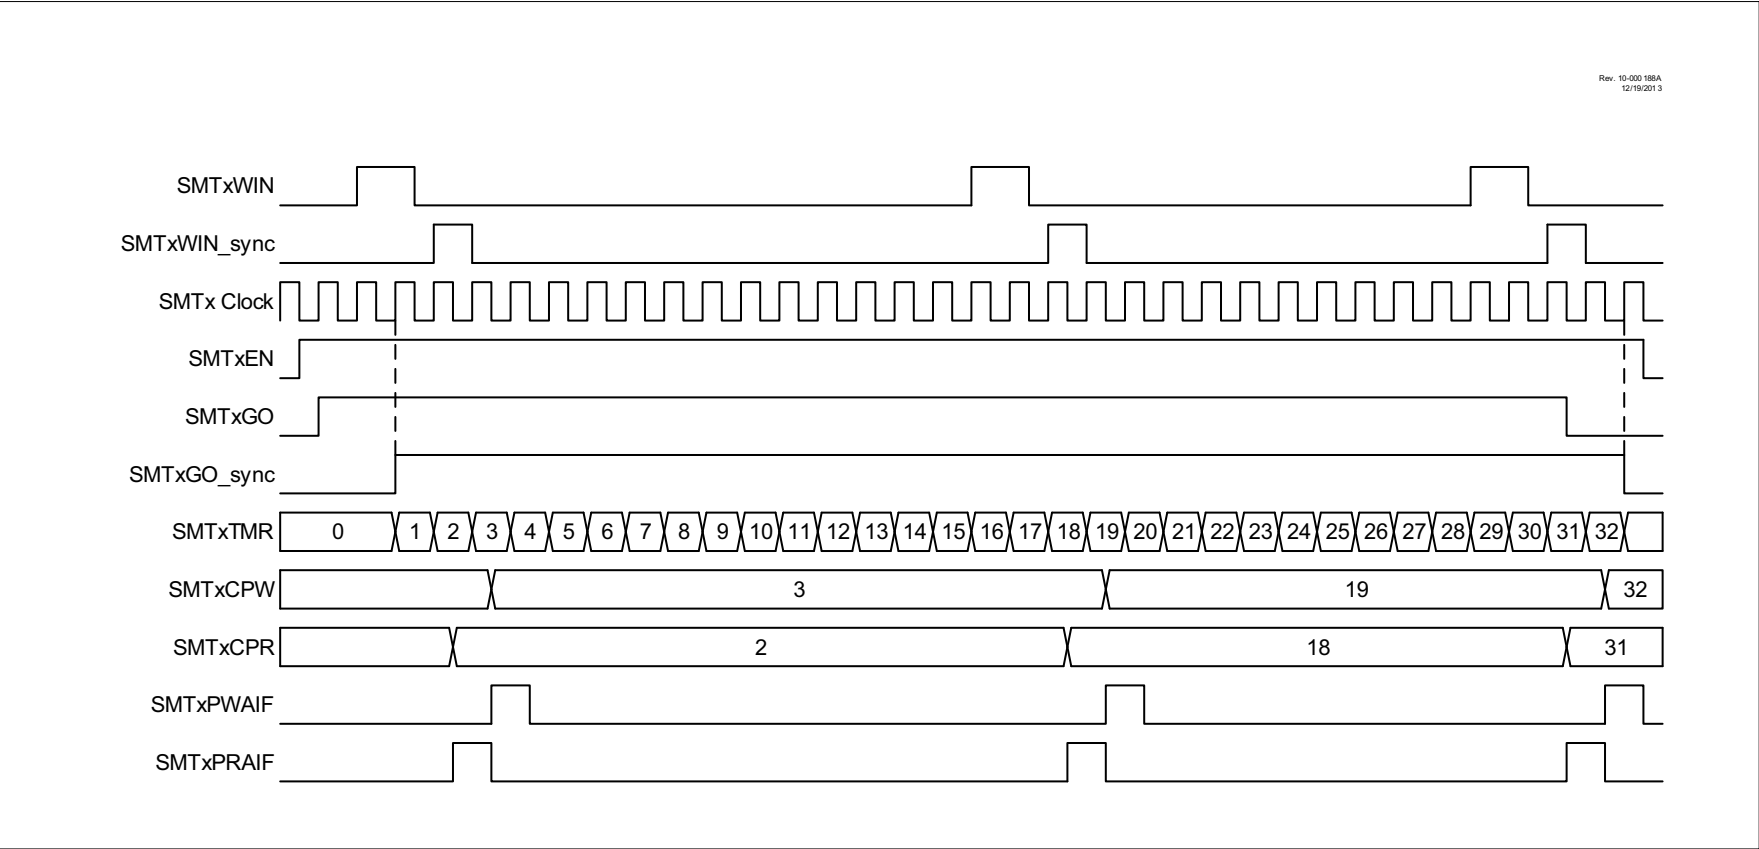 Rev. 10-000 188A
12/19/201 3
SMTxWIN
SMTxWIN_sync
SMTx Clock
SMTxEN
SMTxGO
SMTxGO_sync
SMTxTMR 0 1 2 3 4 5 6 7 8 9 10 11 12 13 14 15 16 17 18 19 20 21 22 23 24 25 26 27 28 29 30 31 32
SMTxCPW 3 19 32
SMTxCPR 2 18 31
SMTxPWAIF
SMTxPRAIF